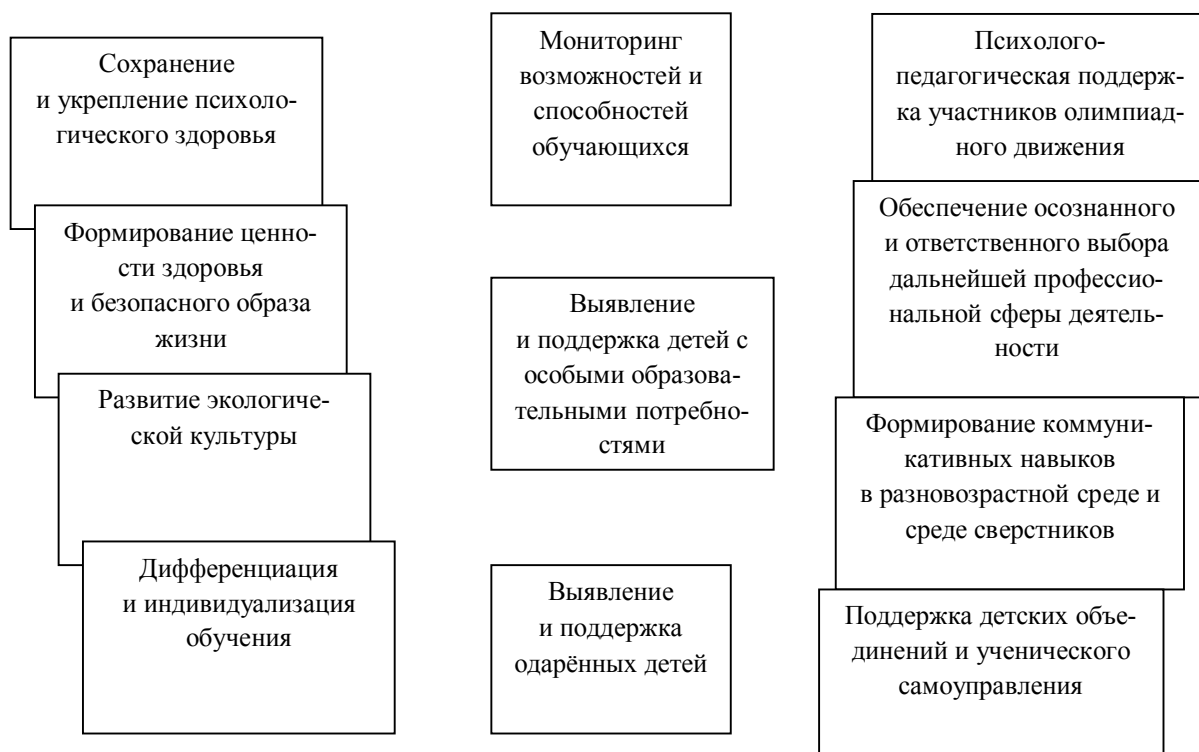 Сохранение
и укрепление психоло-
гического здоровья
Формирование ценно-
сти здоровья
и безопасного образа
жизни
Развитие экологиче-
ской культуры
Дифференциация
и индивидуализация
обучения
Мониторинг
возможностей и
способностей
обучающихся
Выявление
и поддержка детей с
особыми образова-
тельными потребно-
стями
Выявление
и поддержка
одарённых детей
Психолого-
педагогическая поддерж-
ка участников олимпиад-
ного движения
Обеспечение осознанного
и ответственного выбора
дальнейшей профессио-
нальной сферы деятель-
ности
Формирование коммуни-
кативных навыков
в разновозрастной среде и
среде сверстников
Поддержка детских объе-
динений и ученического
самоуправления